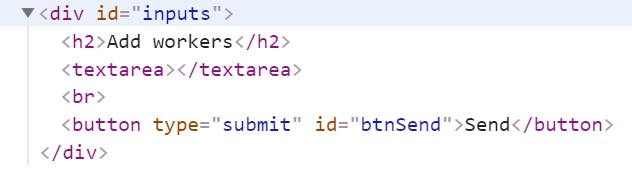 ▼<div id="inputs">
<h2>Add workers</h2>
<textarea></textarea>
<br>
<button type="submit" id="btnSend">Send</button>
</div>